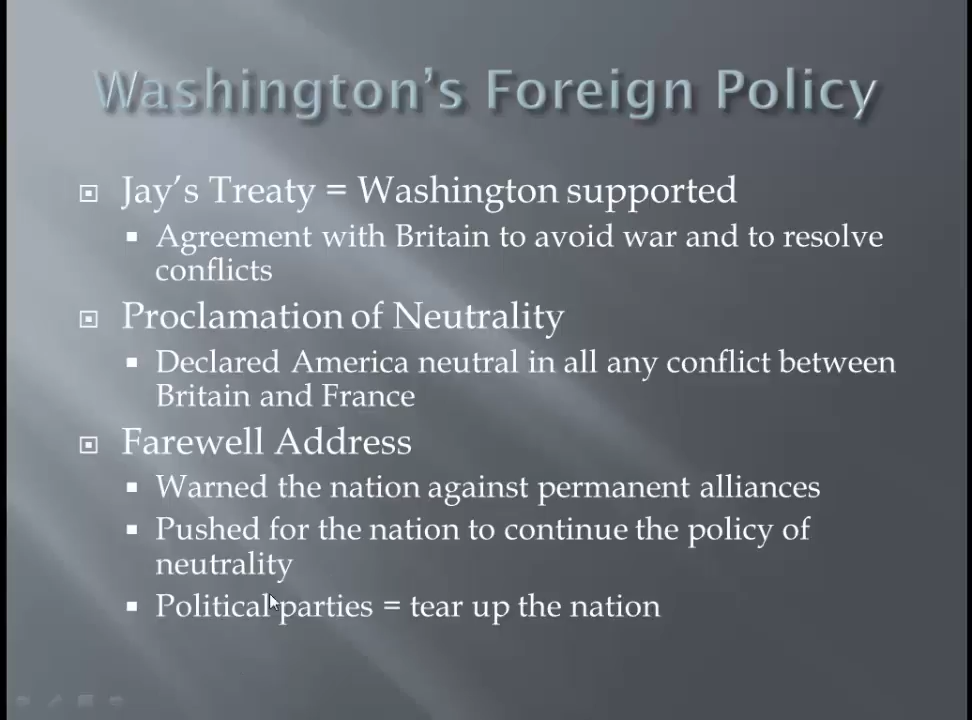 Washington’s Foreign Policy
Jay’s Treaty = Washington supported
Agreement with Britain to avoid war and to resolve
conflicts
Proclamation of Neutrality
Declared America neutral in all any conflict between
Britain and France
Farewell Address
Warned the nation against permanent alliances
Pushed for the nation to continue the policy of
neutrality
Political parties = tear up the nation